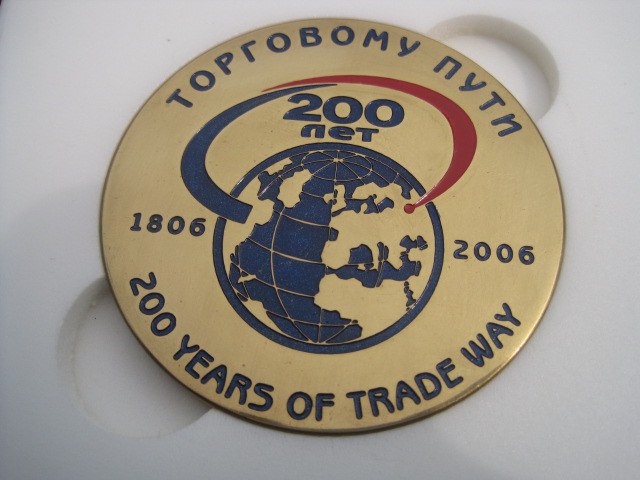 ТОРГОВОМУ ПУТИ
200
лет
1806
2006
200 YEARS OF TRADE WAY